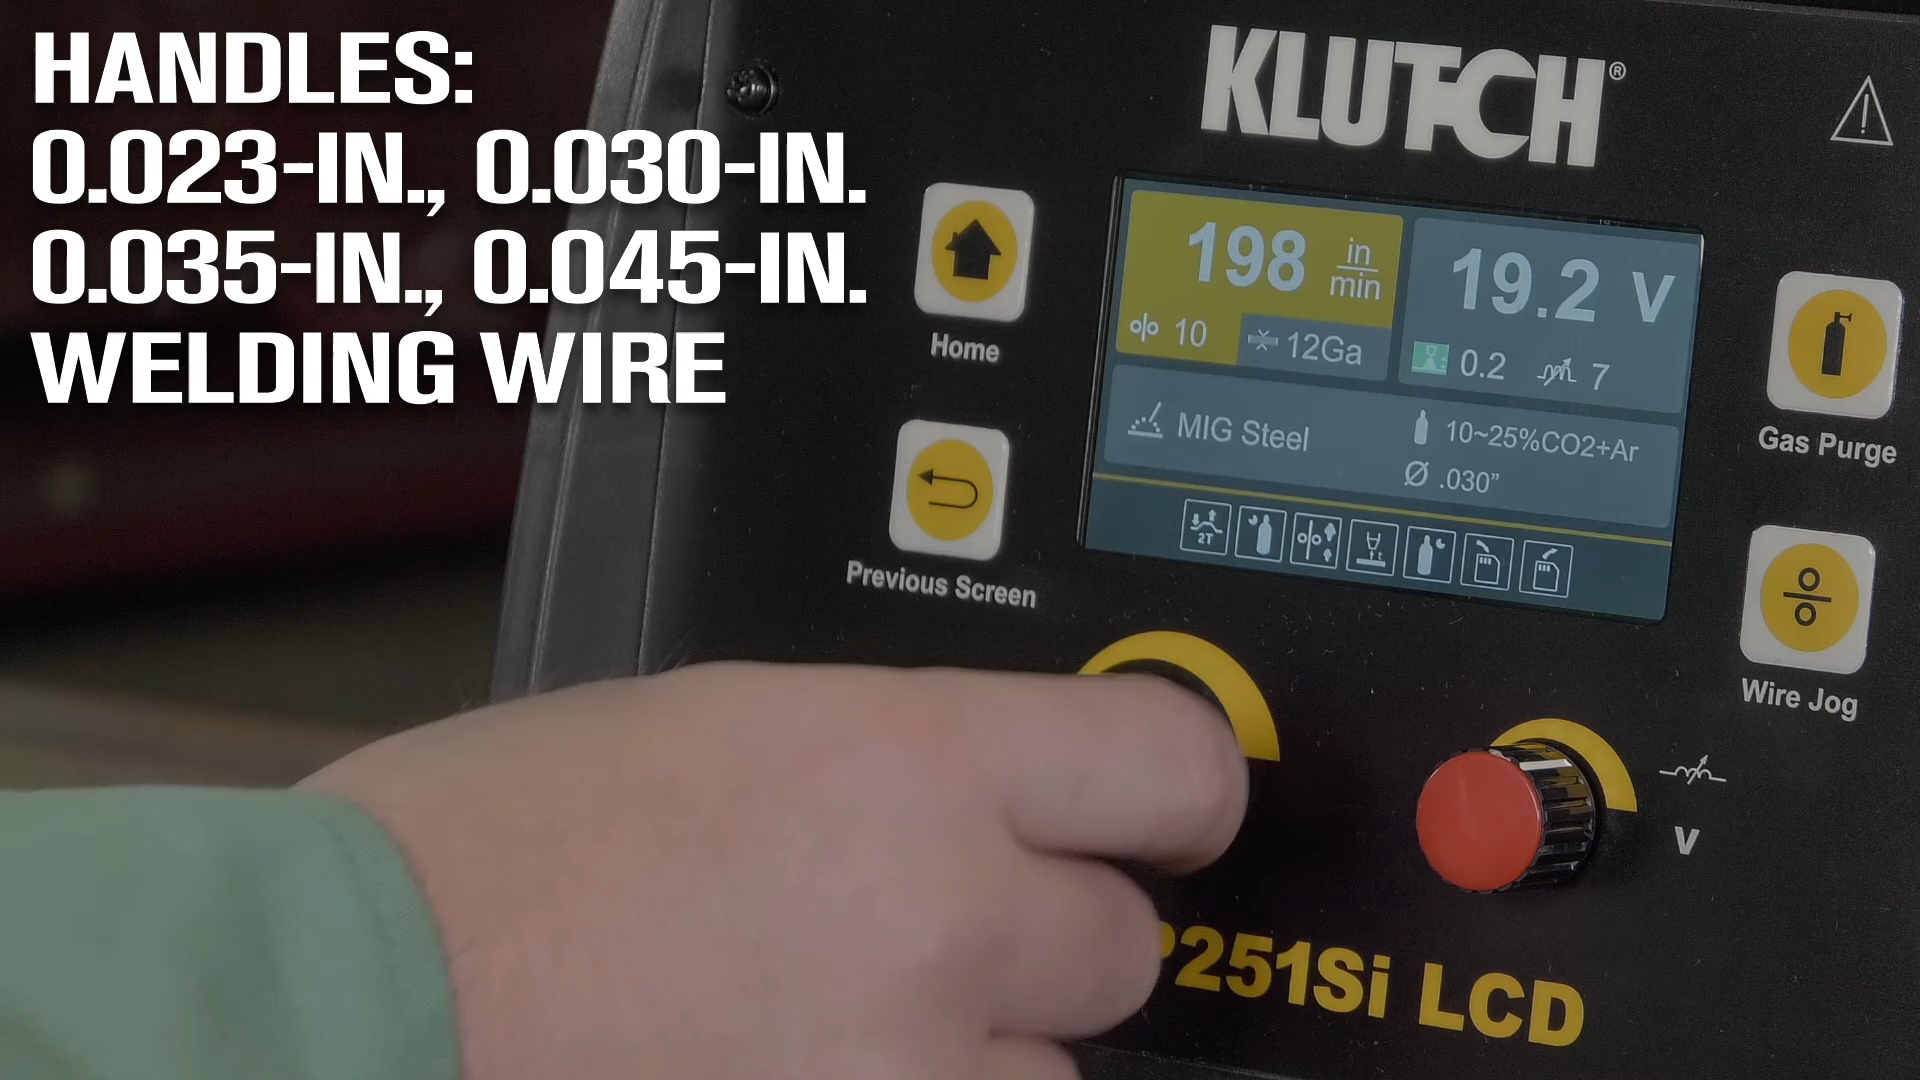 HANDLES:
0.023-IN., 0.030-IN.
0.035-IN., 0.045-IN.
WELDING WIRE
KLUTCH®
Home
Previous Screen
198 in/min
10
12Ga
19.2 V
0.2
7
MIG Steel
10~25%CO2+Ar
Ø .030"
2T
Gas Purge
Wire Jog
V
P251Si LCD